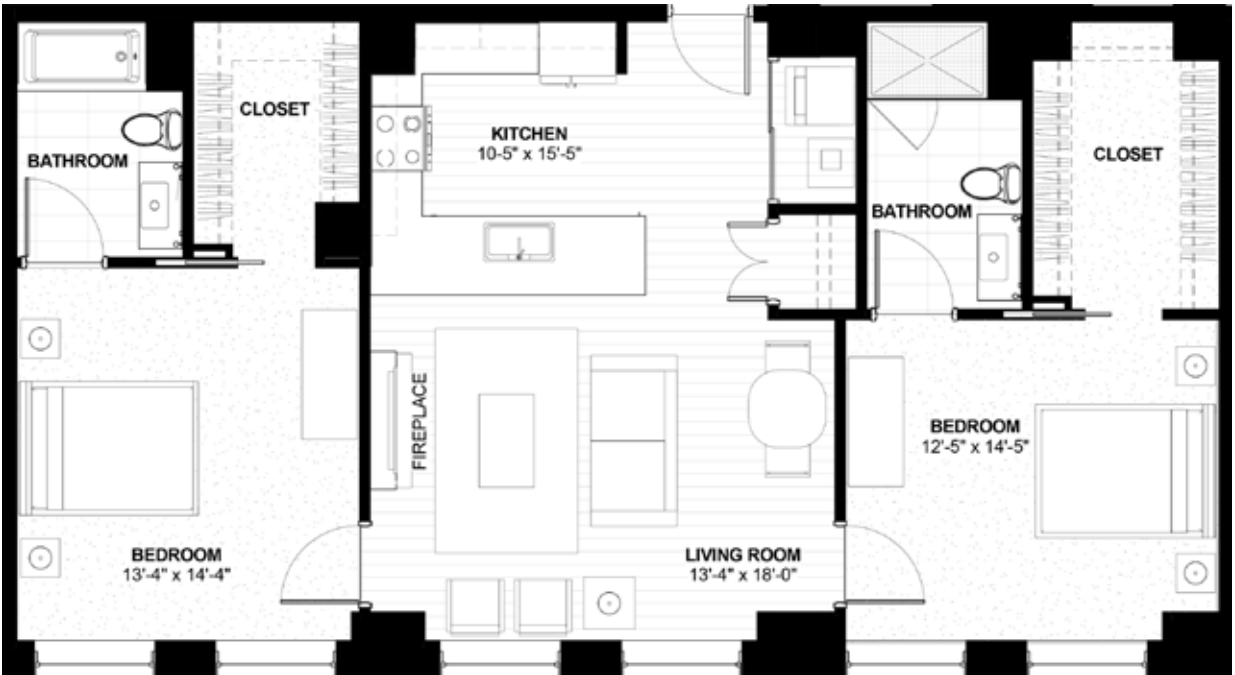 CLOSET
BATHROOM
KITCHEN
10-5" x 15'-5"
CLOSET
BATHROOM
FIREPLACE
BEDROOM
12'-5" x 14'-5"
BEDROOM
13'-4" x 14'-4"
LIVING ROOM
13'-4" x 18'-0"